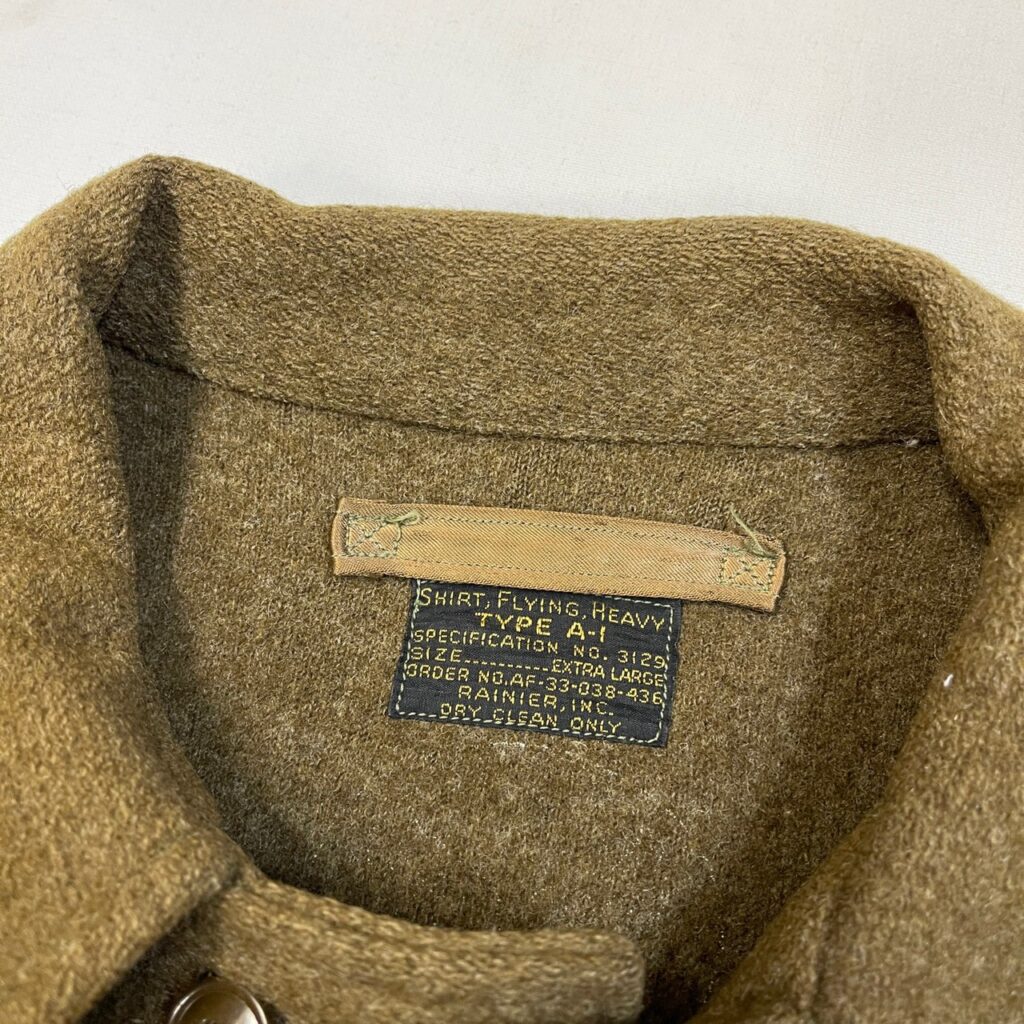 SHIRT, FLYING, HEAVY
TYPE A-1
SPECIFICATION NO. 3129
SIZE..........EXTRA LARGE
ORDER NO. AF-33-038-436
RAINIER, INC.
DRY CLEAN ONLY